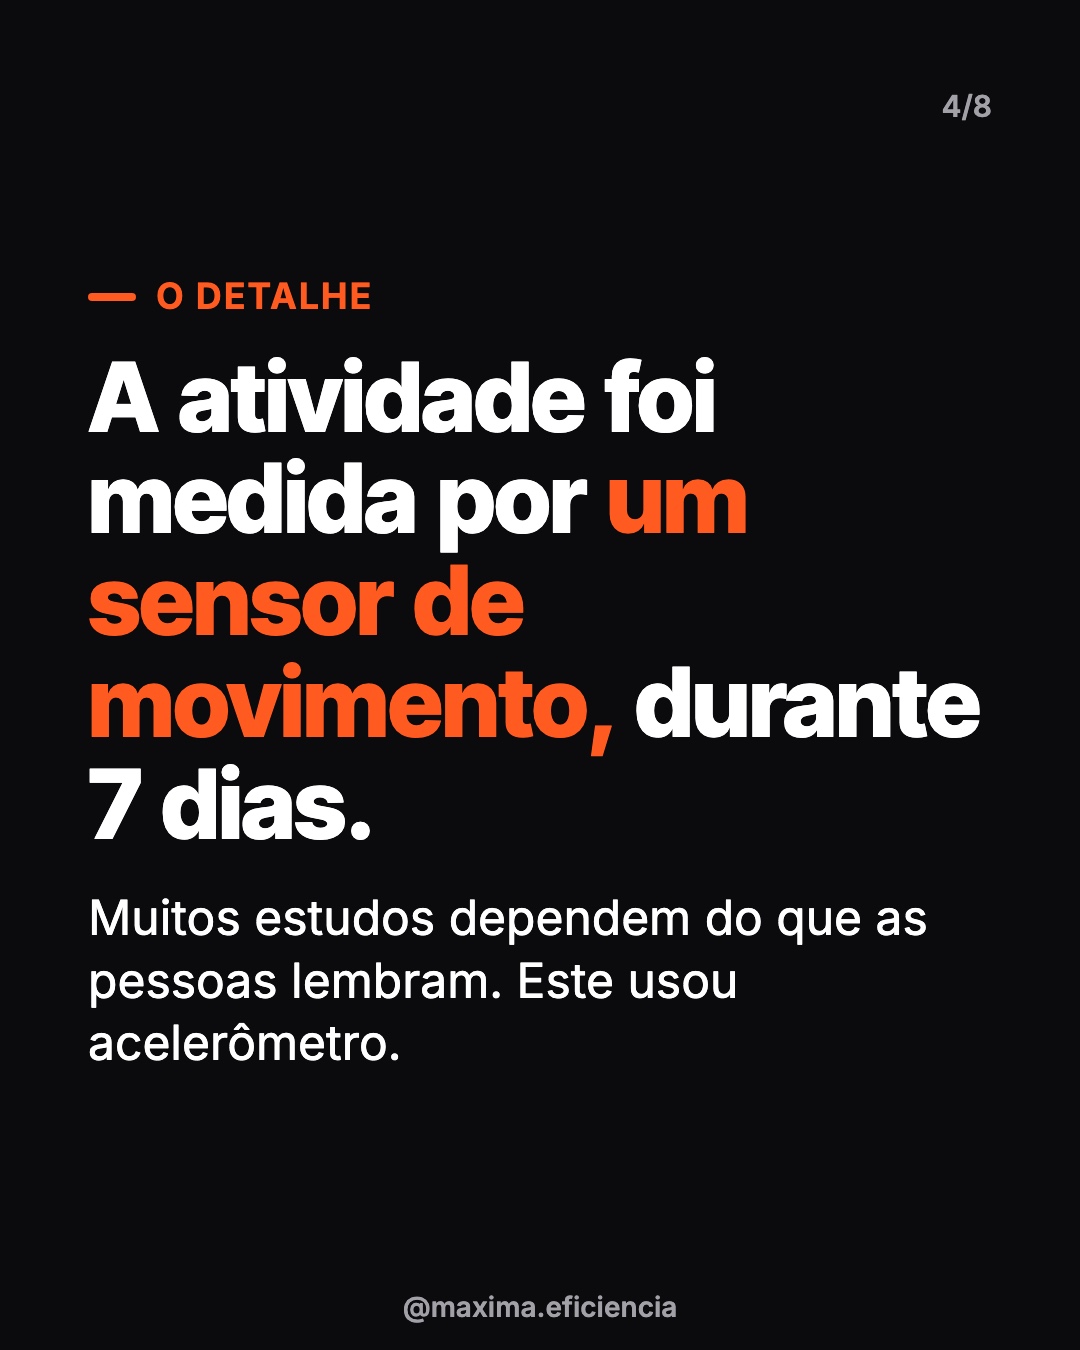 4/8
O DETALHE
A atividade foi
medida por um
sensor de
movimento, durante
7 dias.
Muitos estudos dependem do que as
pessoas lembram. Este usou
acelerômetro.
@maxima.eficiencia